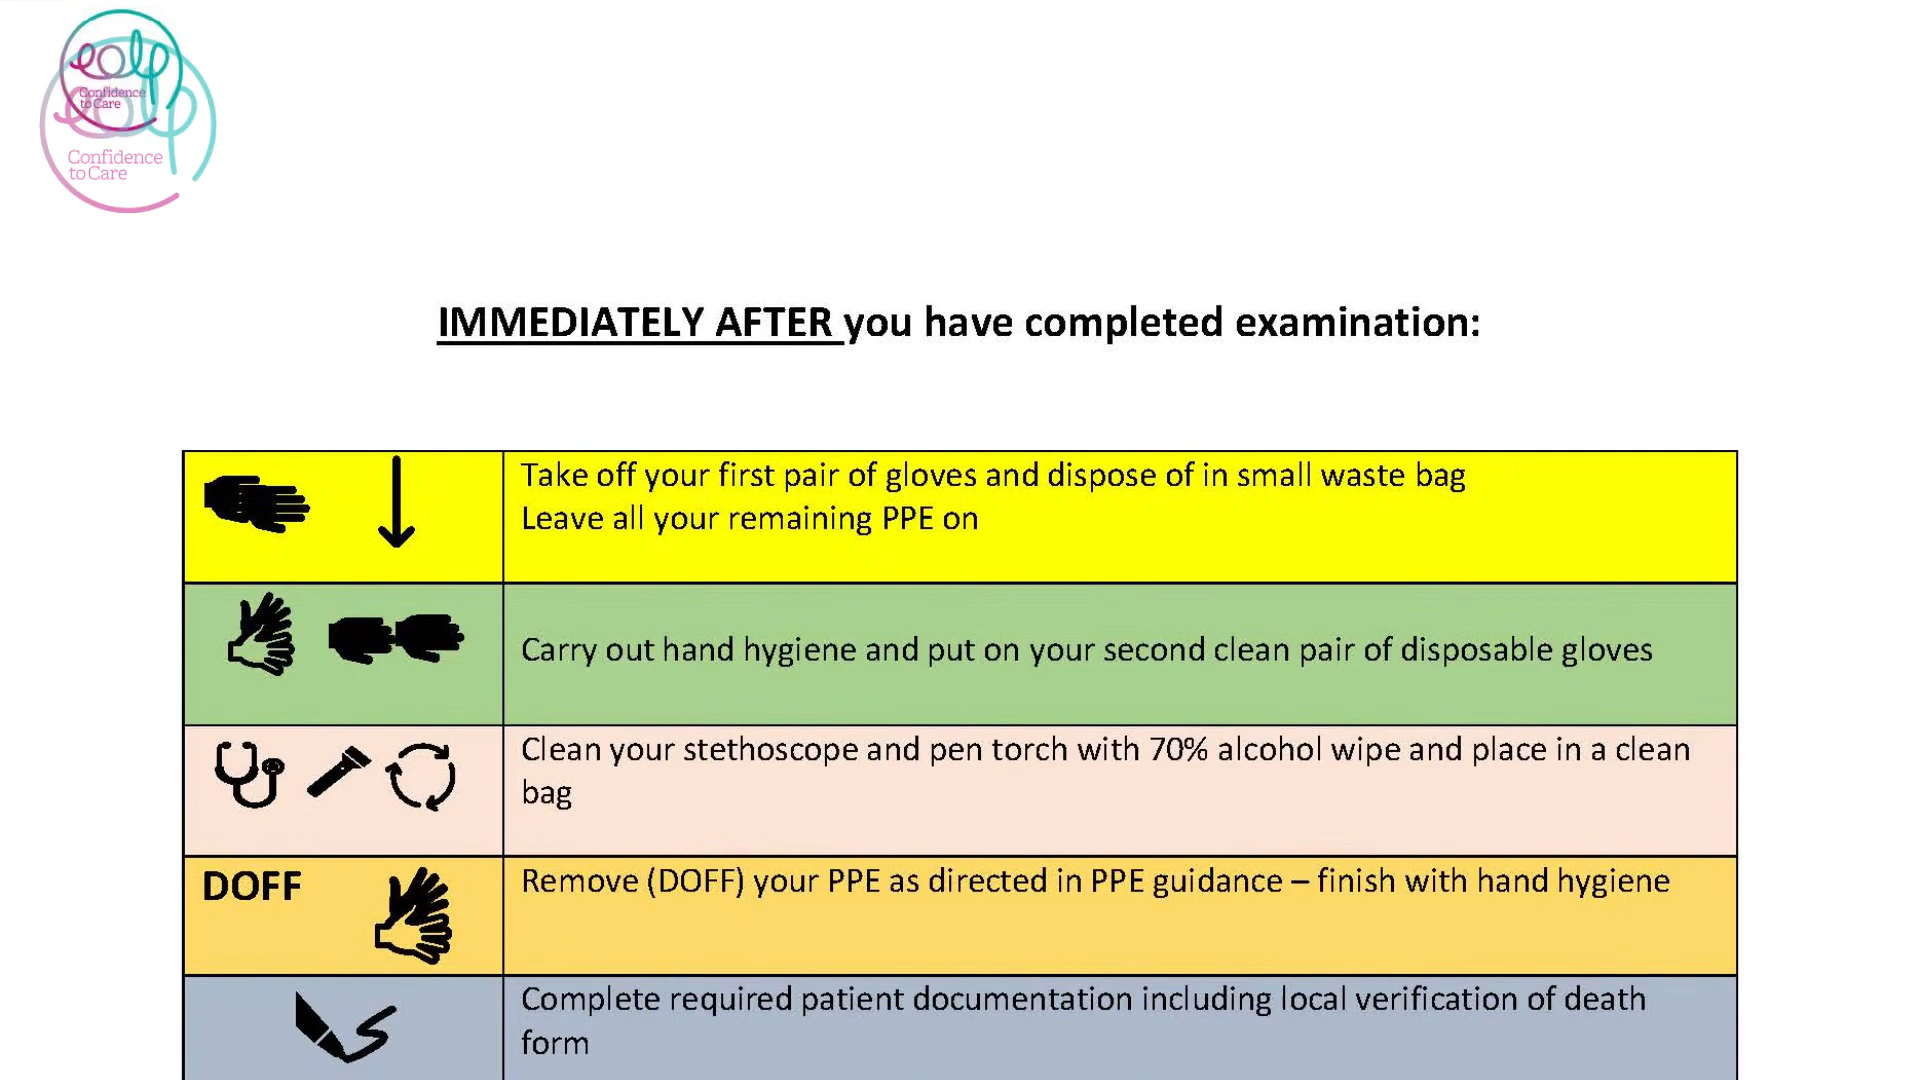 eolp
Confidence
to Care
eolp
Confidence
to Care
IMMEDIATELY AFTER you have completed examination:
Take off your first pair of gloves and dispose of in small waste bag
Leave all your remaining PPE on
Carry out hand hygiene and put on your second clean pair of disposable gloves
Clean your stethoscope and pen torch with 70% alcohol wipe and place in a clean
bag
DOFF
Remove (DOFF) your PPE as directed in PPE guidance – finish with hand hygiene
Complete required patient documentation including local verification of death
form